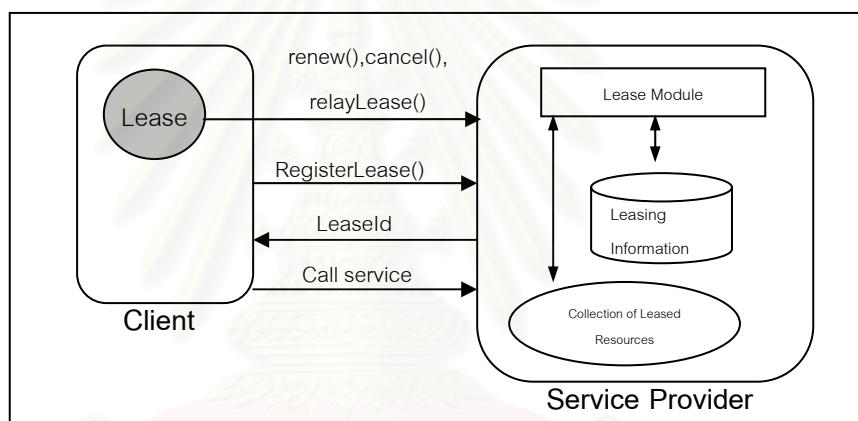 renew(),cancel(),
relayLease()
Lease
RegisterLease()
LeaseId
Call service
Client
Lease Module
Leasing
Information
Collection of Leased
Resources
Service Provider